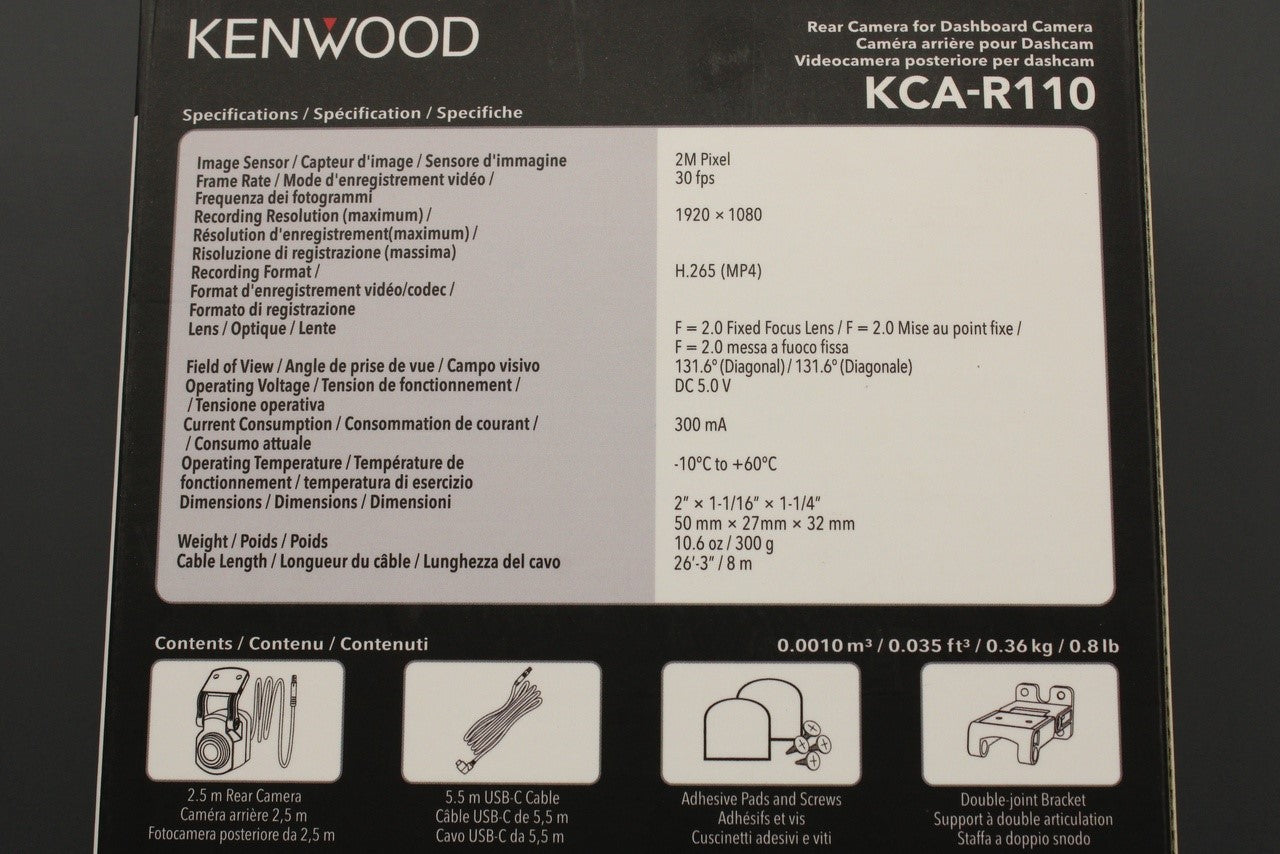 KENWOOD
Rear Camera for Dashboard Camera
Caméra arrière pour Dashcam
Videocamera posteriore per dashcam
KCA-R110
Specifications / Spécification / Specifiche
Image Sensor / Capteur d'image / Sensore d'immagine
2M Pixel
Frame Rate / Mode d'enregistrement vidéo /
30 fps
Frequenza dei fotogrammi
Recording Resolution (maximum) /
1920 × 1080
Résolution d'enregistrement(maximum) /
Risoluzione di registrazione (massima)
Recording Format /
H.265 (MP4)
Format d'enregistrement vidéo/codec /
Formato di registrazione
Lens / Optique / Lente
F = 2.0 Fixed Focus Lens / F = 2.0 Mise au point fixe /
F = 2.0 messa a fuoco fissa
Field of View / Angle de prise de vue / Campo visivo
131.6° (Diagonal) / 131.6° (Diagonale)
Operating Voltage / Tension de fonctionnement /
DC 5.0 V
/ Tensione operativa
Current Consumption / Consommation de courant /
300 mA
/ Consumo attuale
Operating Temperature / Température de
-10°C to +60°C
fonctionnement / temperatura di esercizio
Dimensions / Dimensions / Dimensioni
2" × 1-1/16" × 1-1/4"
50 mm × 27mm × 32 mm
Weight / Poids / Poids
10.6 oz / 300 g
Cable Length / Longueur du câble / Lunghezza del cavo
26'-3" / 8 m
Contents / Contenu / Contenuti
0.0010 m³ / 0.035 ft³ / 0.36 kg / 0.8 lb
2.5 m Rear Camera
Caméra arrière 2,5 m
Fotocamera posteriore da 2,5 m
5.5 m USB-C Cable
Câble USB-C de 5,5 m
Cavo USB-C da 5,5 m
Adhesive Pads and Screws
Adhésifs et vis
Cuscinetti adesivi e viti
Double-joint Bracket
Support à double articulation
Staffa a doppio snodo